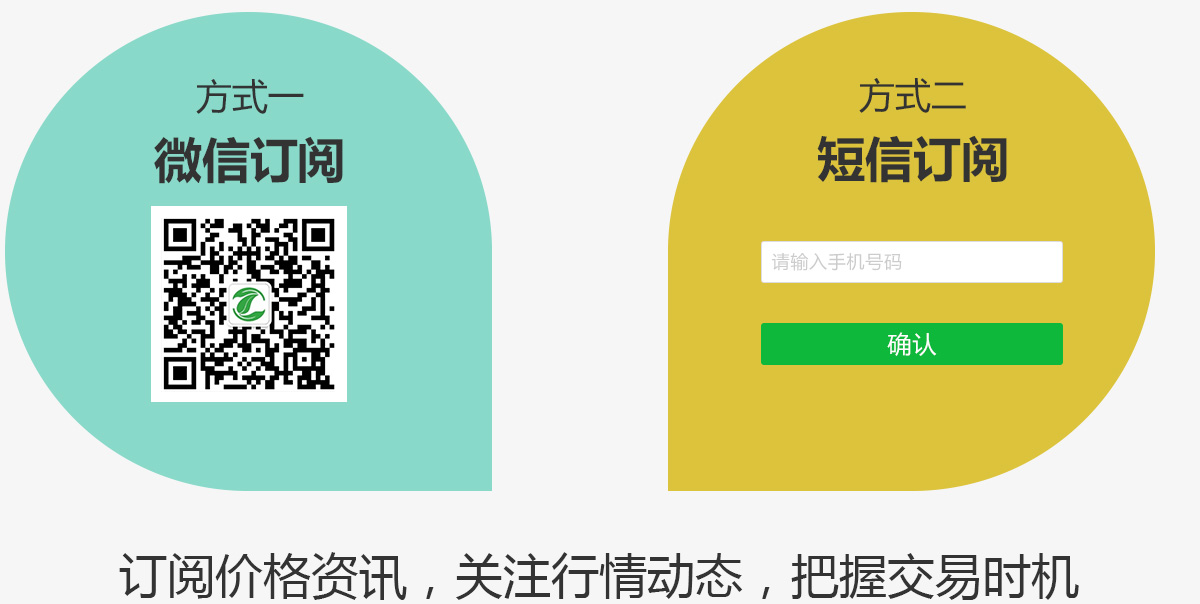 方式一
微信订阅
方式二
短信订阅
请输入手机号码
确认
订阅价格资讯，关注行情动态，把握交易时机